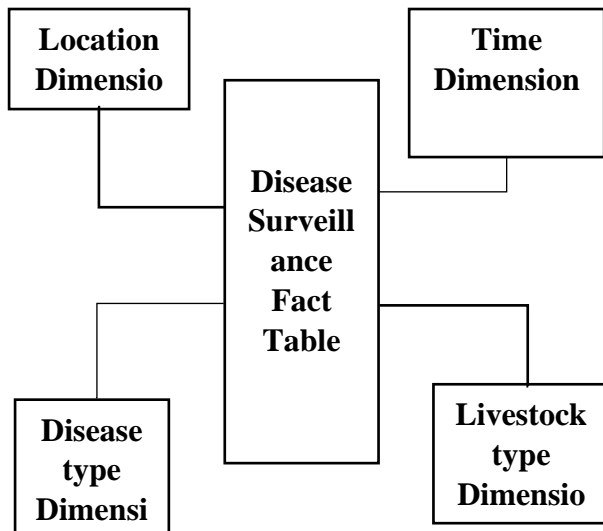 Location
Dimensio
Time
Dimension
Disease
Surveill
ance
Fact
Table
Disease
type
Dimensi
Livestock
type
Dimensio